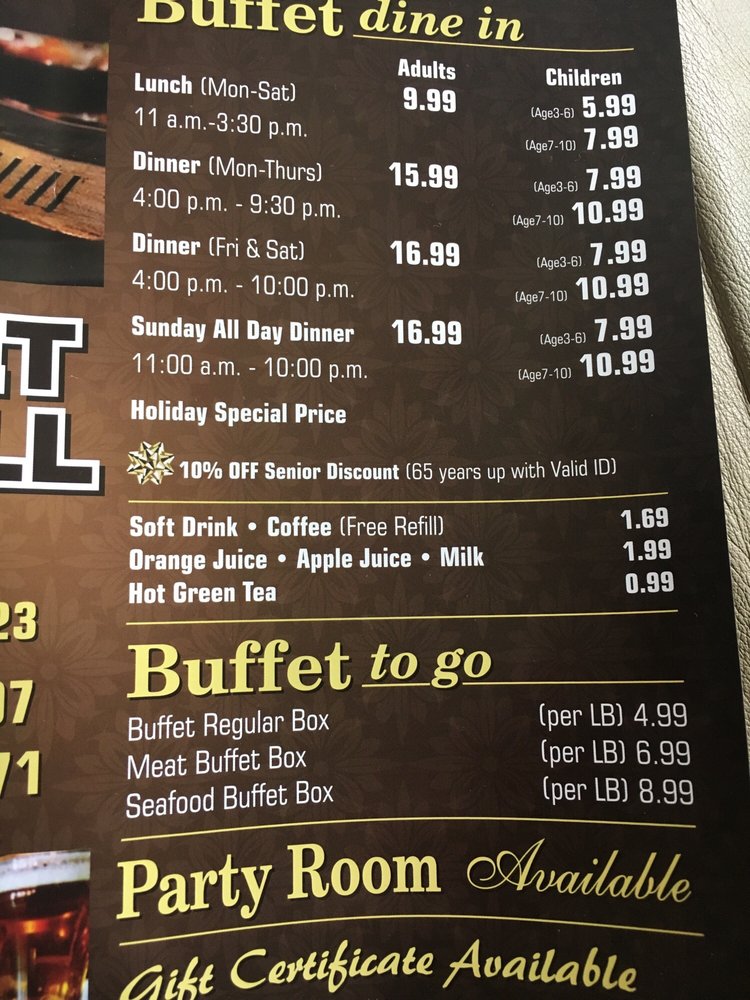 Buffet dine in
Adults Children
Lunch (Mon-Sat) 9.99 (Age3-6) 5.99
11 a.m.-3:30 p.m. (Age7-10) 7.99
Dinner (Mon-Thurs) 15.99 (Age3-6) 7.99
4:00 p.m. - 9:30 p.m. (Age7-10) 10.99
Dinner (Fri & Sat) 16.99 (Age3-6) 7.99
4:00 p.m. - 10:00 p.m. (Age7-10) 10.99
Sunday All Day Dinner 16.99 (Age3-6) 7.99
11:00 a.m. - 10:00 p.m. (Age7-10) 10.99
Holiday Special Price
10% OFF Senior Discount (65 years up with Valid ID)
Soft Drink • Coffee (Free Refill) 1.69
Orange Juice • Apple Juice • Milk 1.99
Hot Green Tea 0.99
Buffet to go
Buffet Regular Box (per LB) 4.99
Meat Buffet Box (per LB) 6.99
Seafood Buffet Box (per LB) 8.99
Party Room Available
Gift Certificate Available
23
71